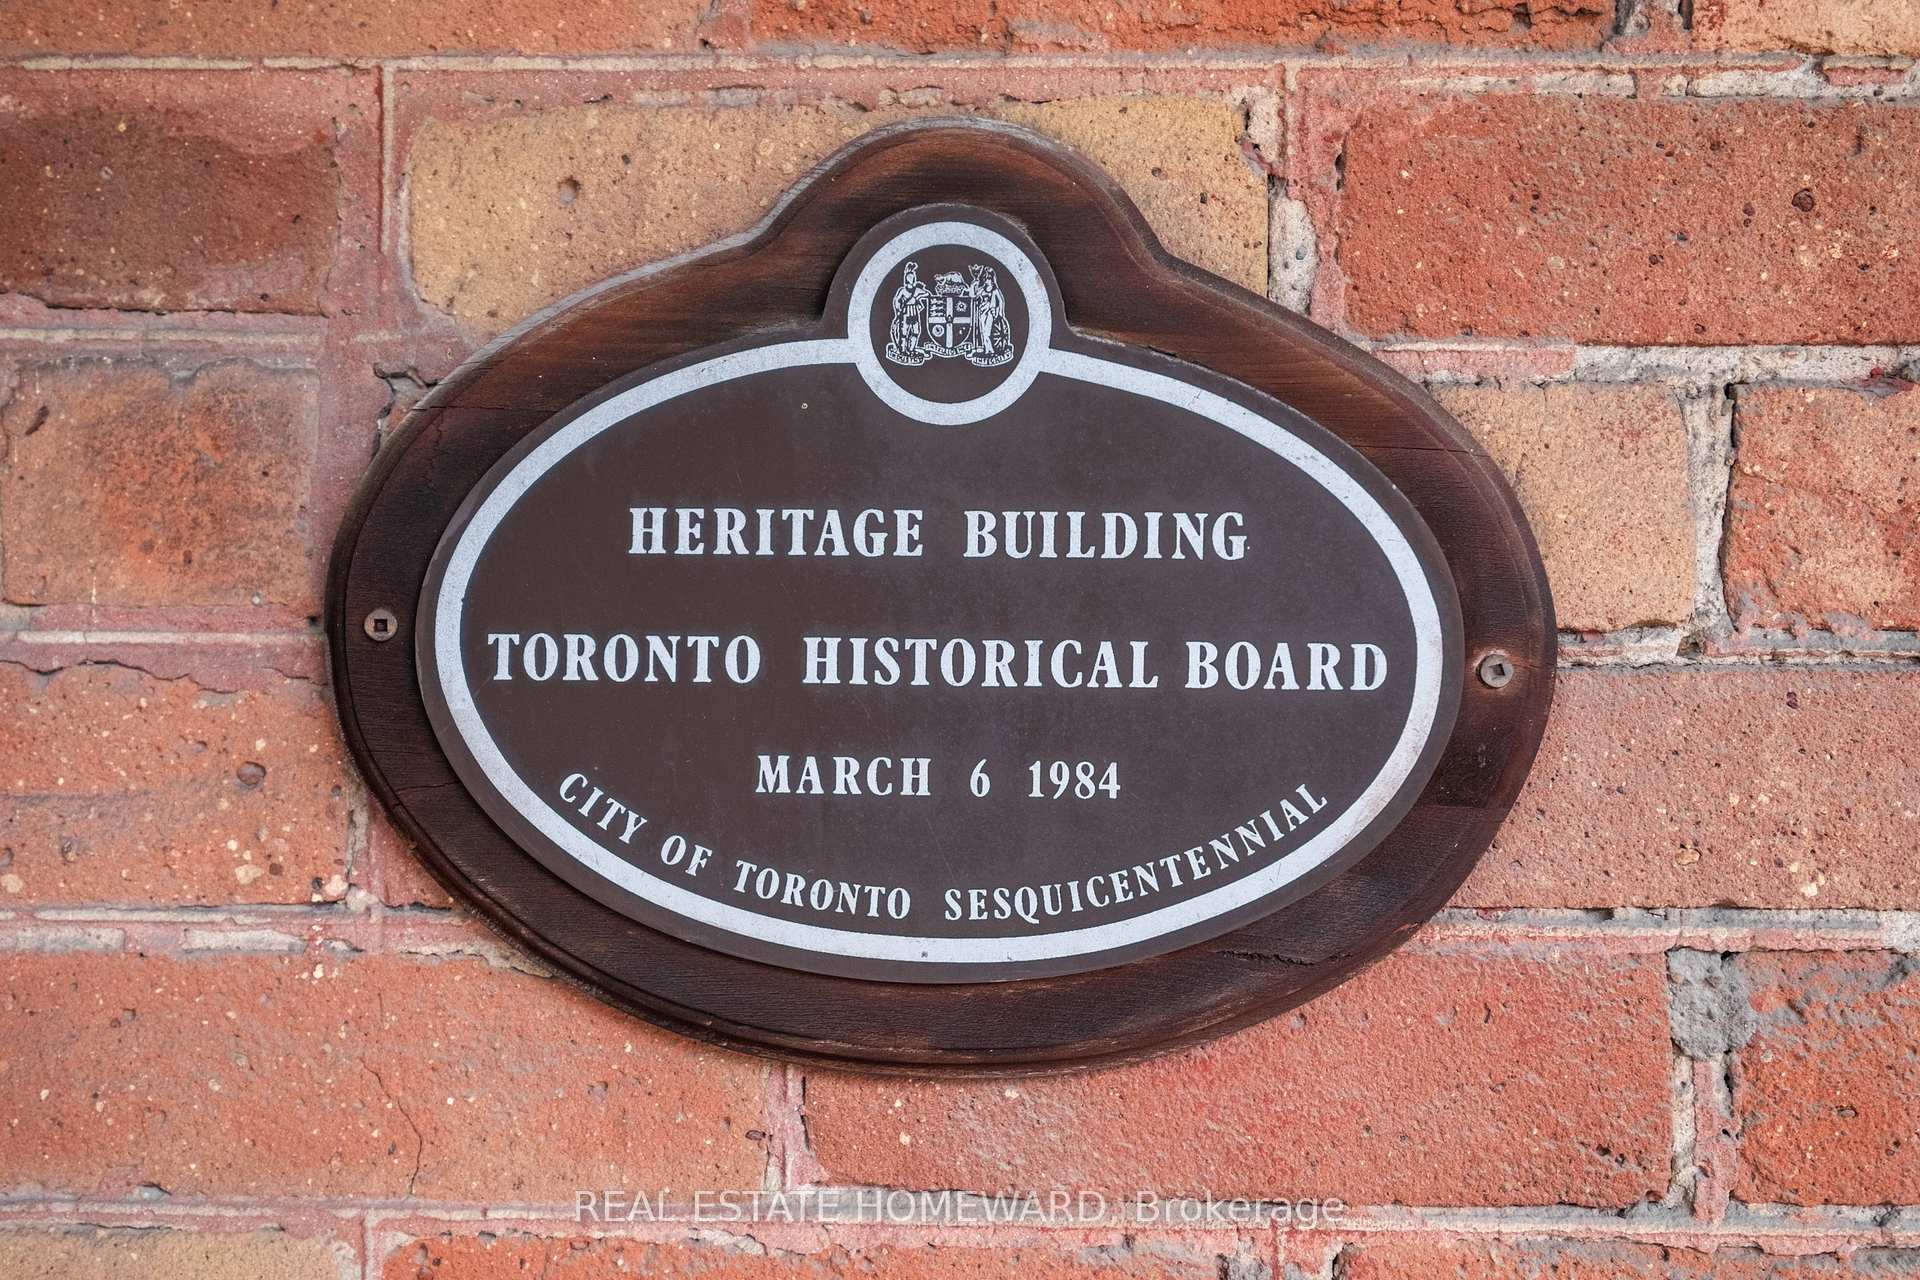 HERITAGE BUILDING
TORONTO HISTORICAL BOARD
MARCH 6 1984
CITY OF TORONTO SESQUICENTENNIAL
REAL ESTATE HOMEWARD, Brokerage